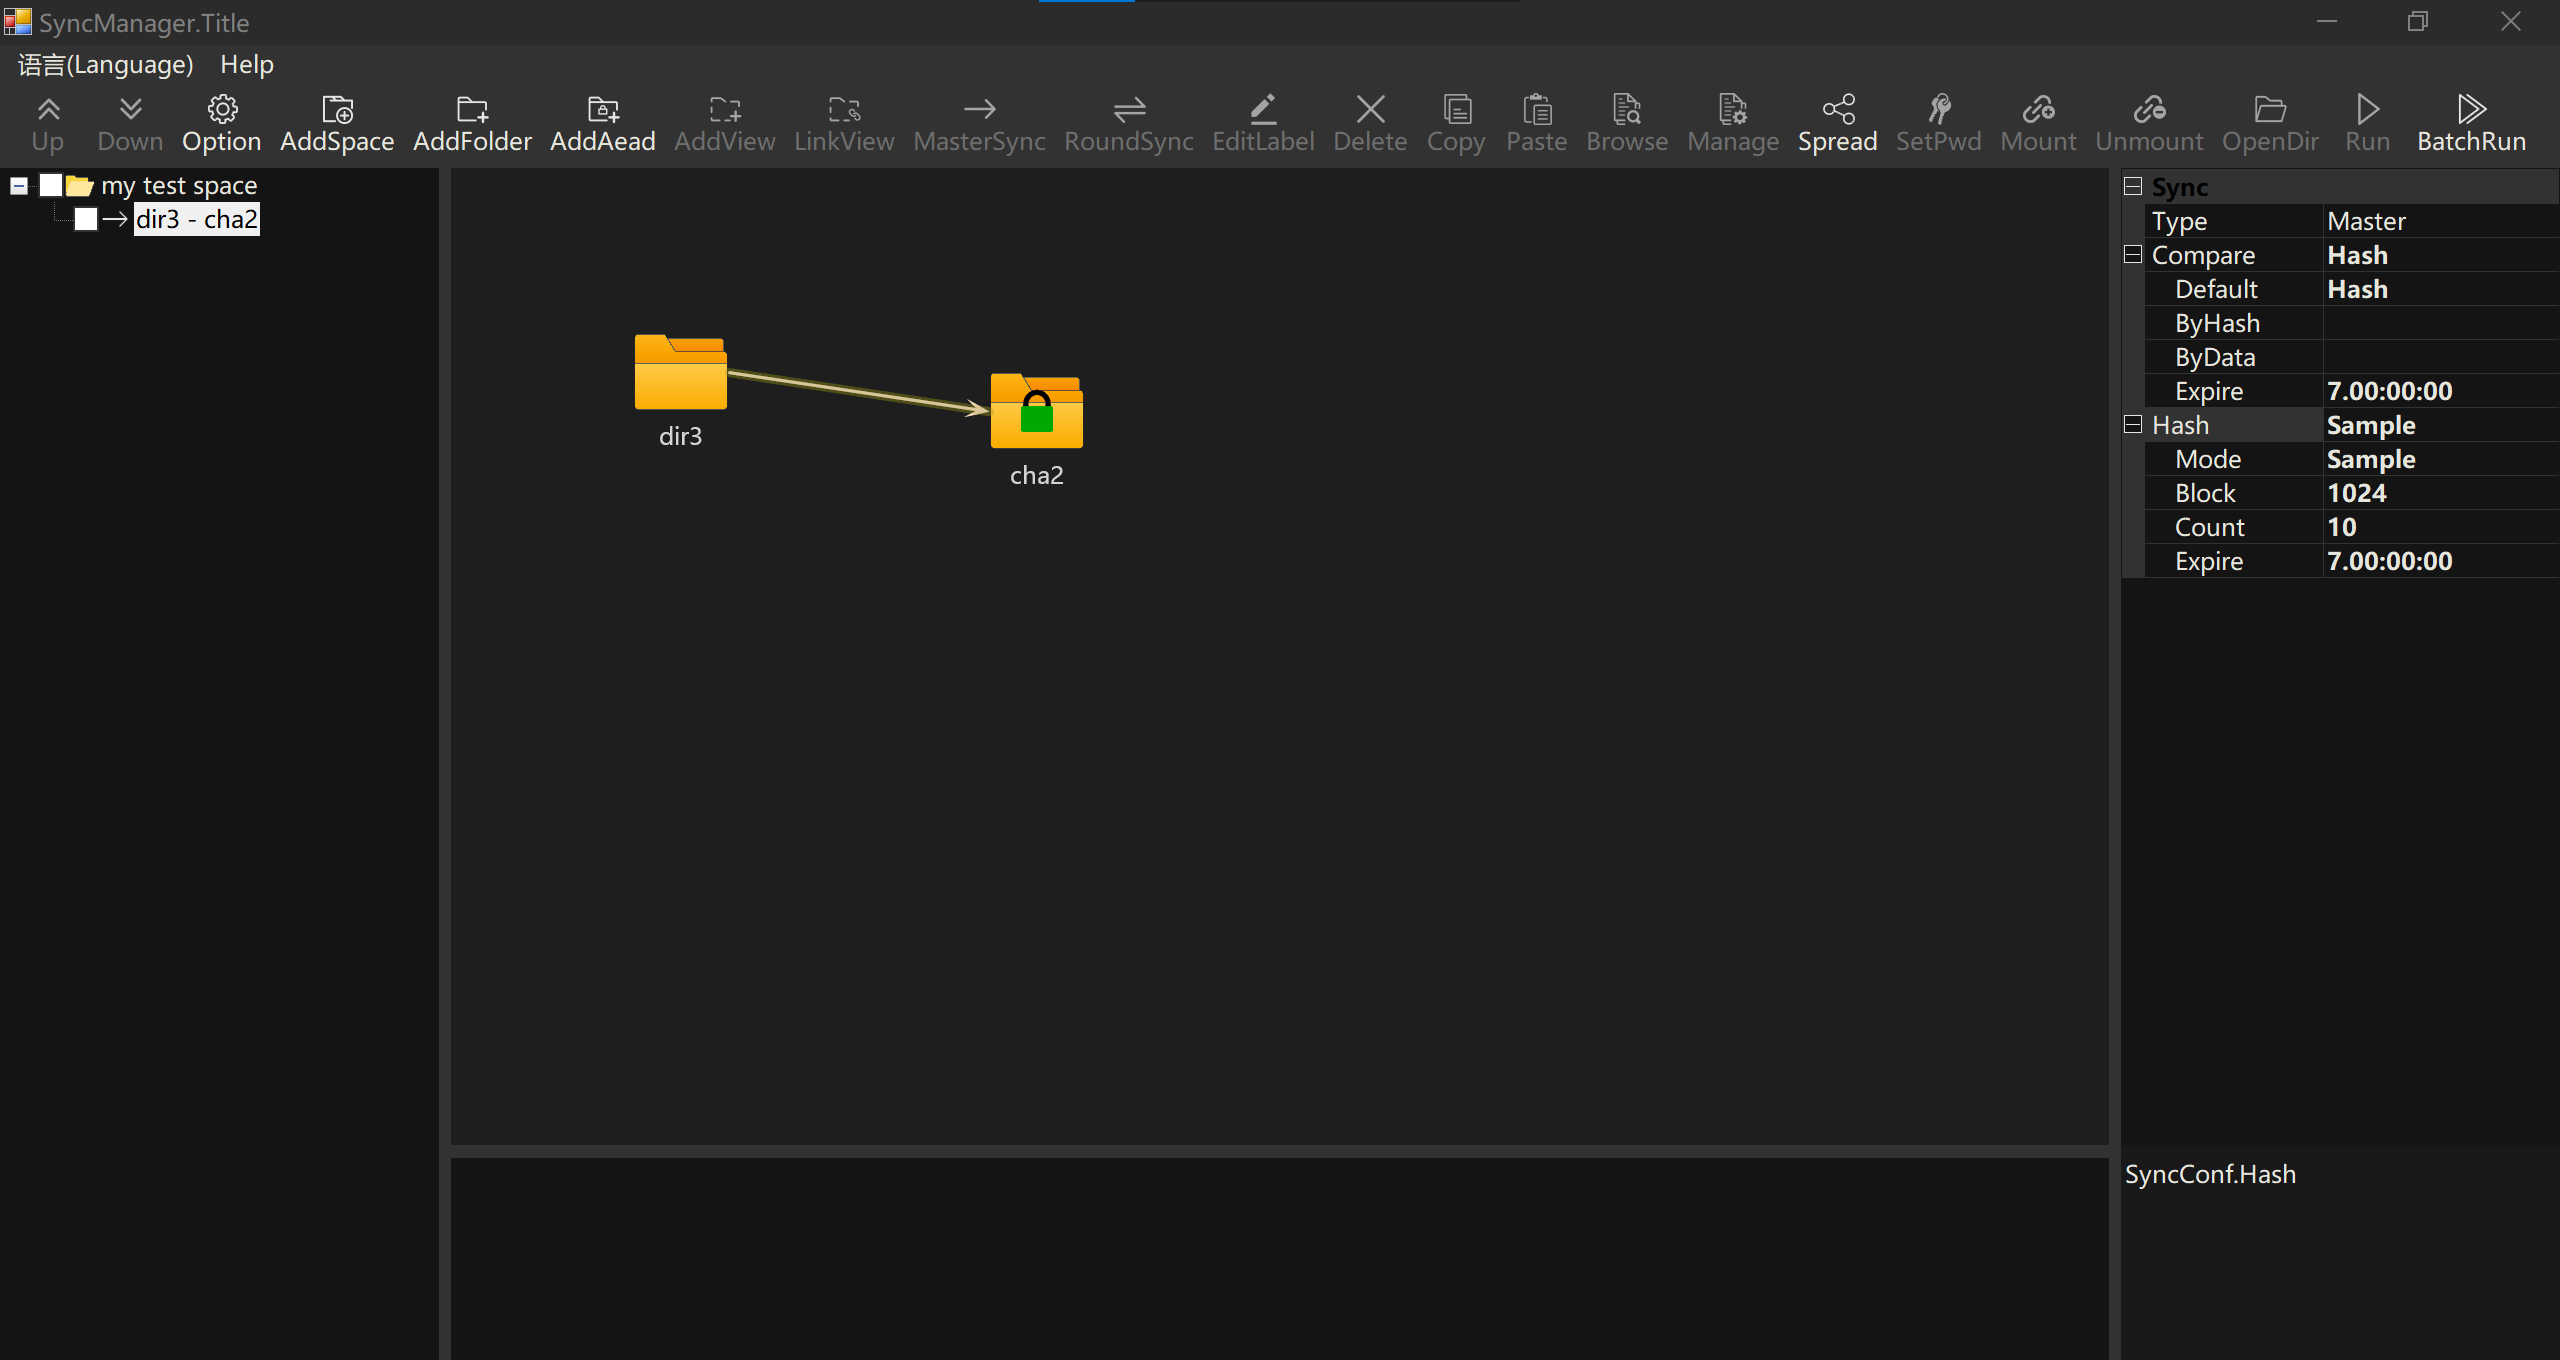 SyncManager.Title
语言(Language) Help
Up Down Option AddSpace AddFolder AddAead AddView LinkView MasterSync RoundSync EditLabel Delete Copy Paste Browse Manage Spread SetPwd Mount Unmount OpenDir Run BatchRun
my test space
dir3 - cha2
dir3
cha2
Sync
Type Master
Compare Hash
Default Hash
ByHash
ByData
Expire 7.00:00:00
Hash Sample
Mode Sample
Block 1024
Count 10
Expire 7.00:00:00
SyncConf.Hash